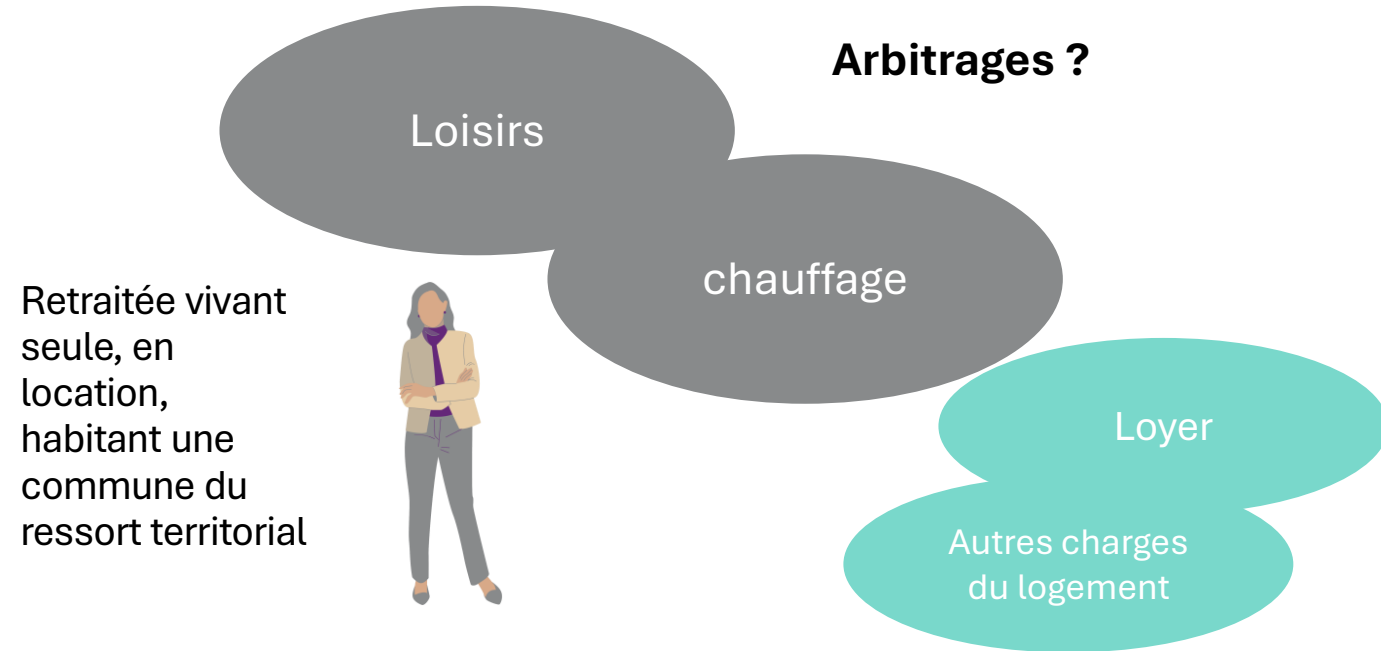 Arbitrages ?
Loisirs
chauffage
Retraitée vivant
seule, en
location,
habitant une
commune du
ressort territorial
Loyer
Autres charges
du logement